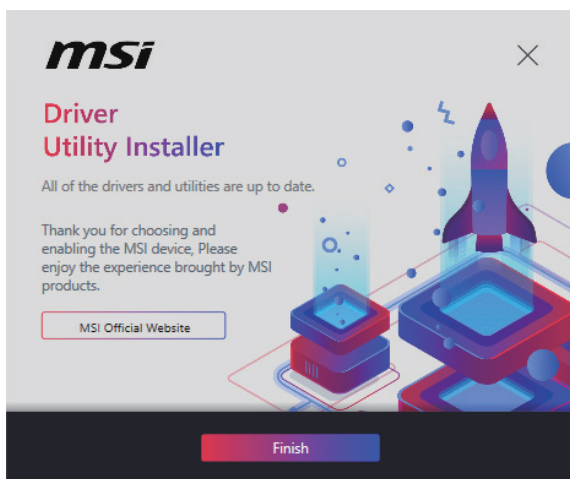 msi
Driver
Utility Installer
All of the drivers and utilities are up to date.
Thank you for choosing and
enabling the MSI device, Please
enjoy the experience brought by MSI
products.
MSI Official Website
Finish